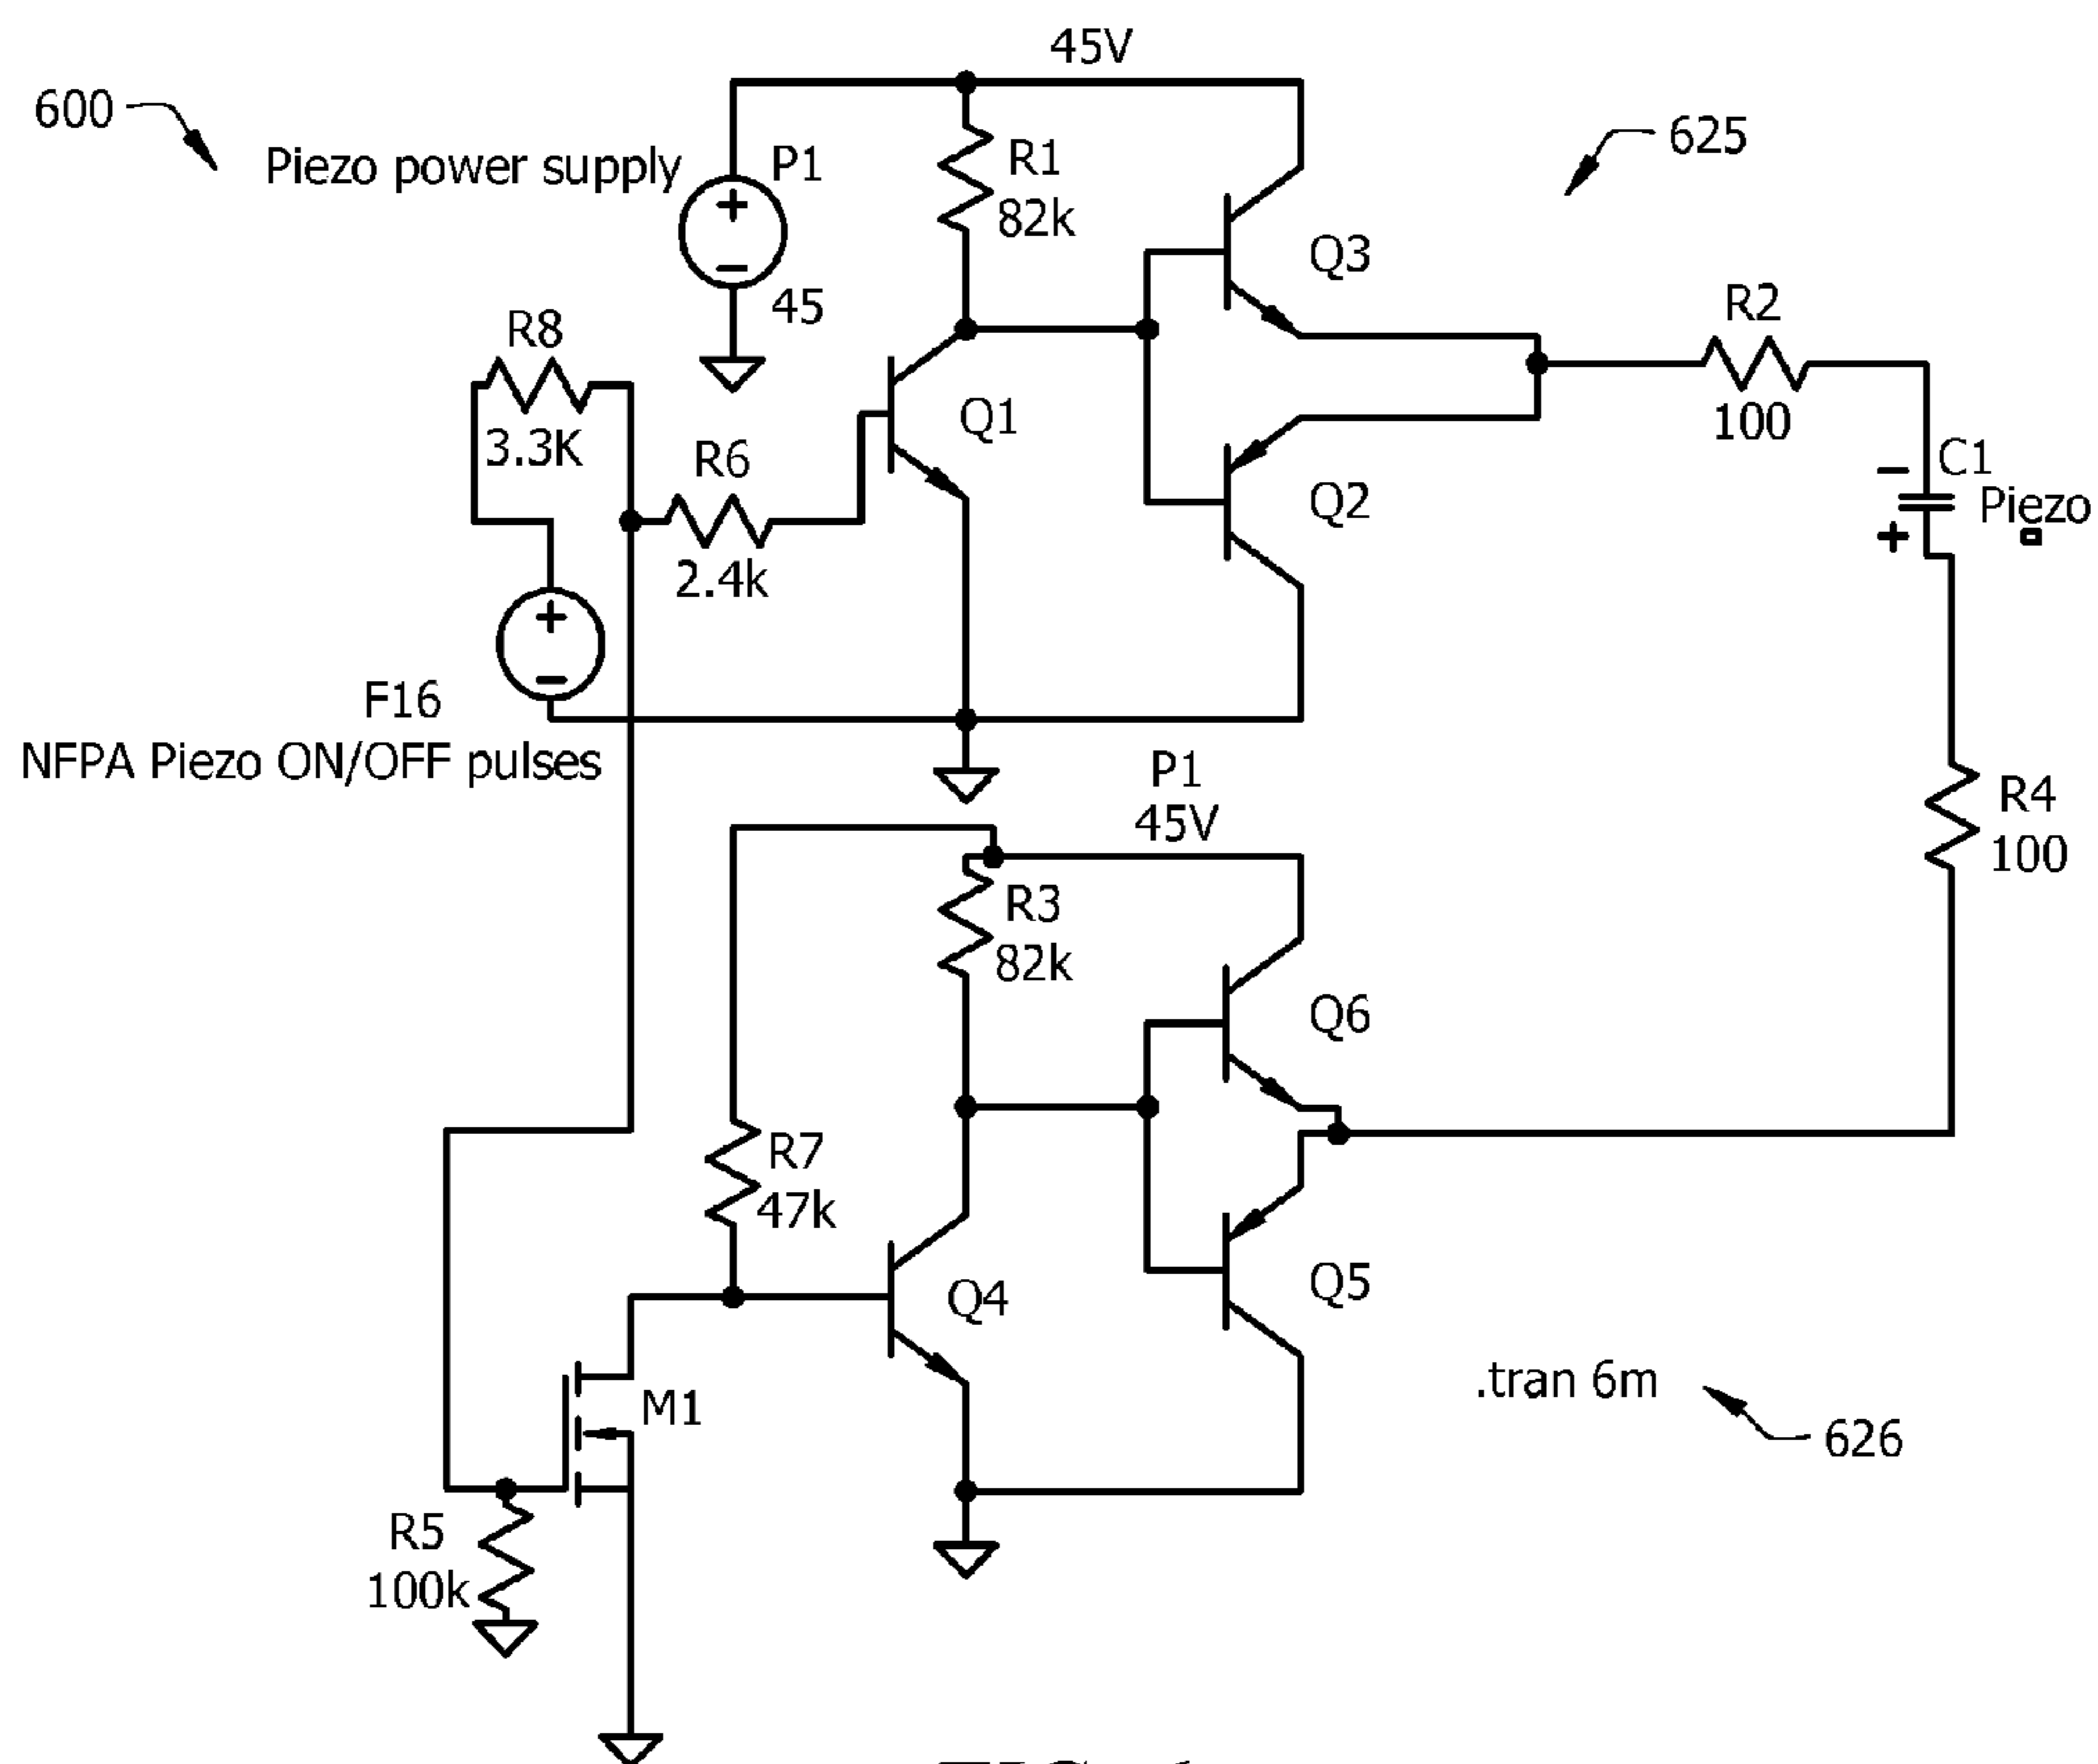 45V
600
625
Piezo power supply
P1
R1
82k
Q3
45
R8
R2
3.3K
Q1
100
R6
C1
Piezo
Q2
2.4k
F16
NFPA Piezo ON/OFF pulses
P1
45V
R4
100
R3
82k
Q6
R7
47k
Q4
Q5
.tran 6m
M1
626
R5
100k